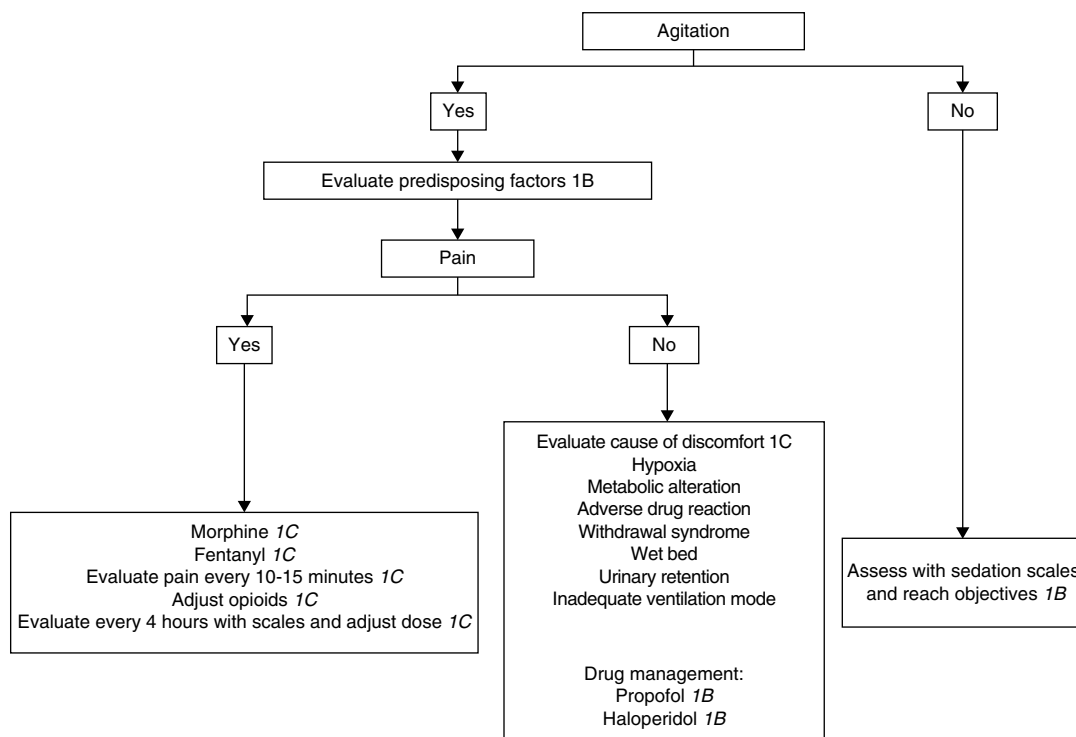 Agitation
Yes
No
Evaluate predisposing factors 1B
Pain
Yes
No
Morphine 1C
Fentanyl 1C
Evaluate pain every 10-15 minutes 1C
Adjust opioids 1C
Evaluate every 4 hours with scales and adjust dose 1C
Evaluate cause of discomfort 1C
Hypoxia
Metabolic alteration
Adverse drug reaction
Withdrawal syndrome
Wet bed
Urinary retention
Inadequate ventilation mode
Drug management:
Propofol 1B
Haloperidol 1B
Assess with sedation scales
and reach objectives 1B